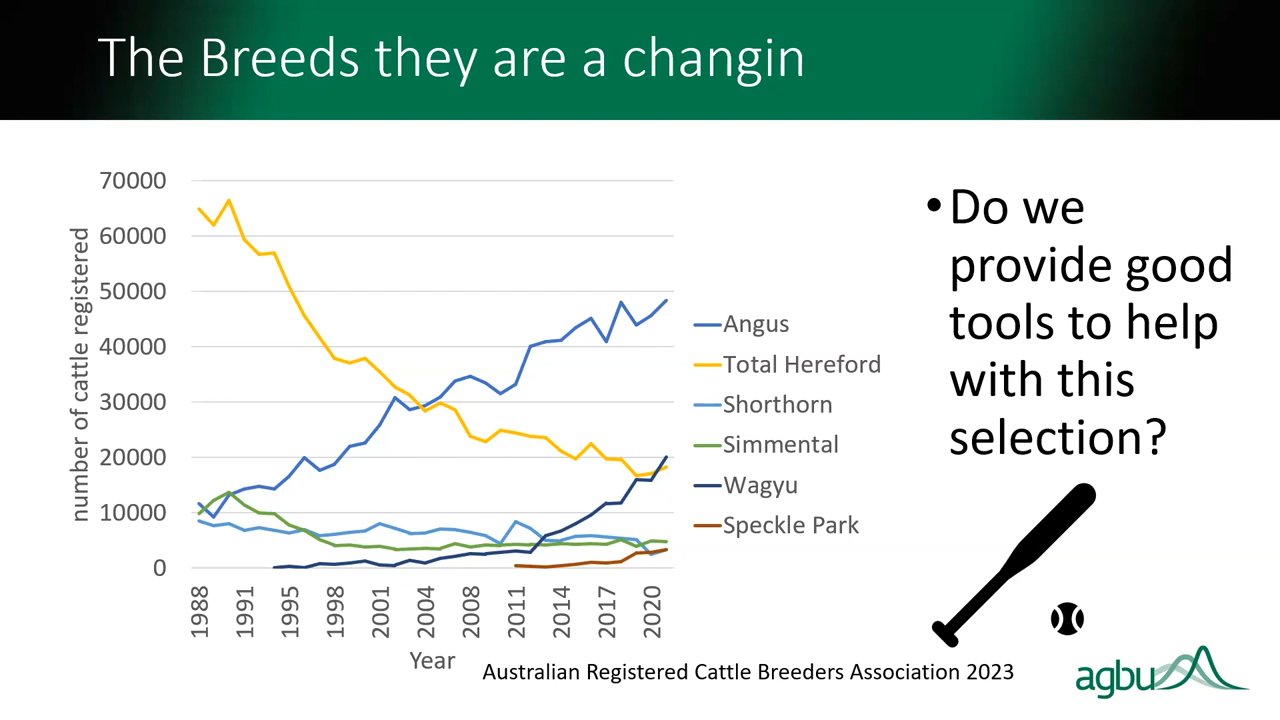 The Breeds they are a changin
70000
60000
50000
40000
30000
20000
10000
0
number of cattle registered
1988
1991
1995
1998
2001
2004
2008
2011
2014
2017
2020
Year
Angus
Total Hereford
Shorthorn
Simmental
Wagyu
Speckle Park
•Do we
provide good
tools to help
with this
selection?
Australian Registered Cattle Breeders Association 2023
agbu